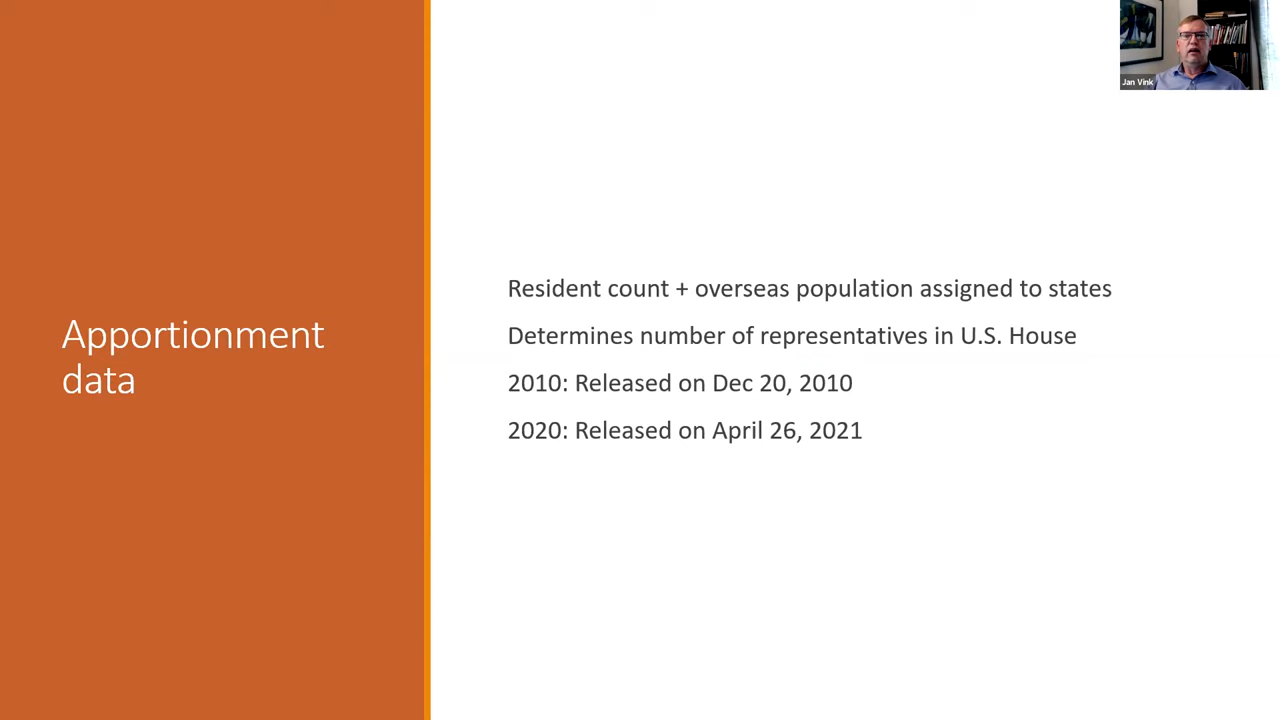 Jan Vink
Apportionment
data
Resident count + overseas population assigned to states
Determines number of representatives in U.S. House
2010: Released on Dec 20, 2010
2020: Released on April 26, 2021